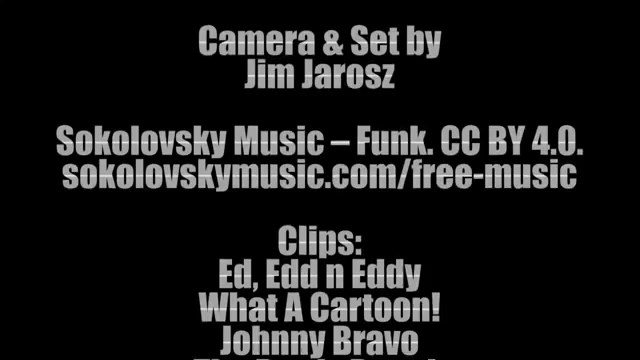 Camera & Set by
Jim Jarosz
Sokolovsky Music – Funk. CC BY 4.0.
sokolovskymusic.com/free-music
Clips:
Ed, Edd n Eddy
What A Cartoon!
Johnny Bravo